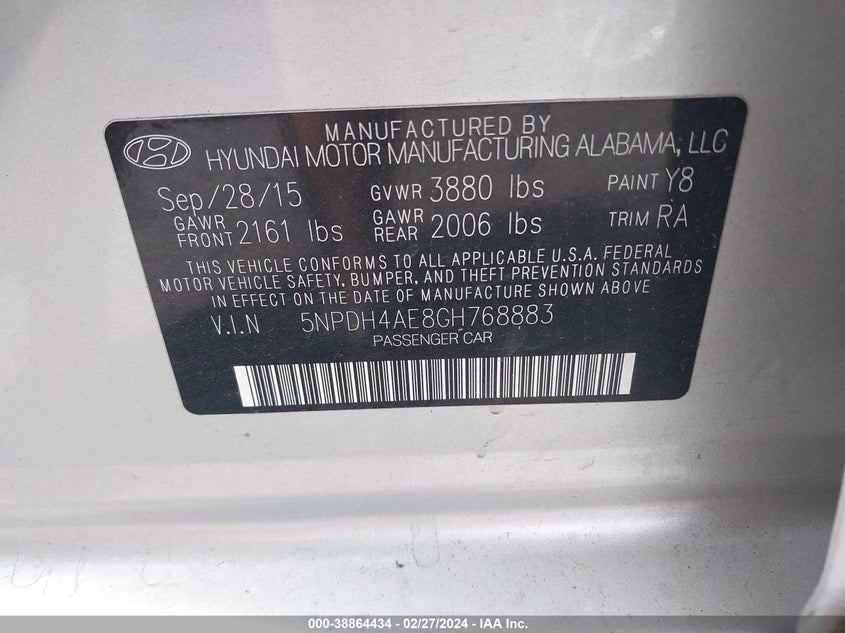 MANUFACTURED BY
HYUNDAI MOTOR MANUFACTURING ALABAMA, LLC
Sep/28/15 GVWR 3880 lbs PAINT Y8
GAWR FRONT 2161 lbs GAWR REAR 2006 lbs TRIM RA
THIS VEHICLE CONFORMS TO ALL APPLICABLE U.S.A. FEDERAL
MOTOR VEHICLE SAFETY, BUMPER, AND THEFT PREVENTION STANDARDS
IN EFFECT ON THE DATE OF MANUFACTURE SHOWN ABOVE
V.I.N 5NPDH4AE8GH768883
PASSENGER CAR
000-38864434 - 02/27/2024 - IAA Inc.